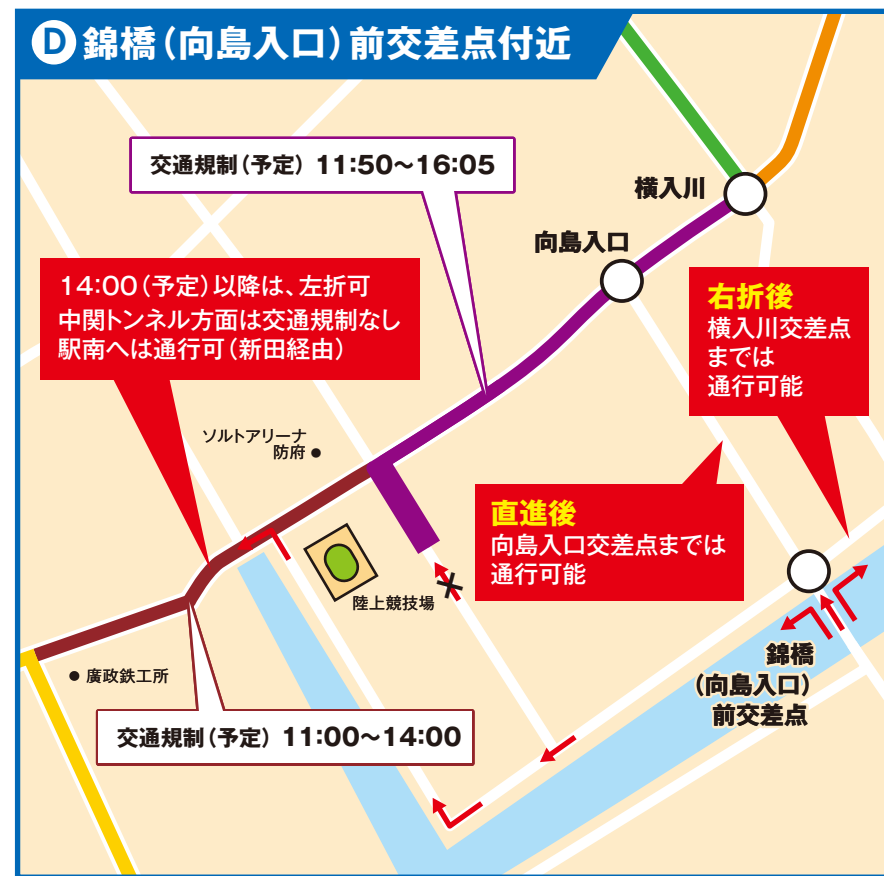 D 錦橋(向島入口)前交差点付近
交通規制(予定) 11:50〜16:05
横入川
向島入口
14:00(予定)以降は、左折可
中関トンネル方面は交通規制なし
駅南へは通行可(新田経由)
右折後
横入川交差点
までは
通行可能
ソルトアリーナ
防府
直進後
向島入口交差点までは
通行可能
陸上競技場
錦橋
(向島入口)
前交差点
廣政鉄工所
交通規制(予定) 11:00〜14:00